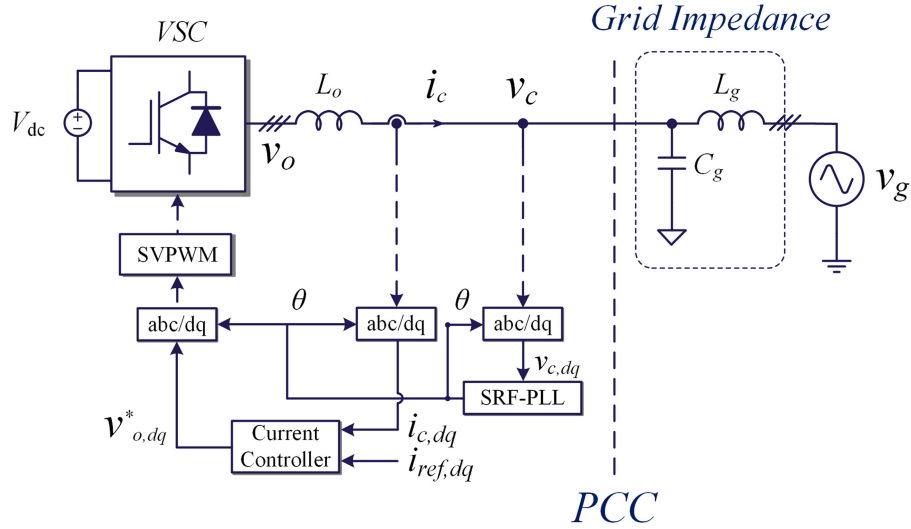 Grid Impedance
VSC
V_dc
L_o
i_c
v_c
L_g
v_o
C_g
v_g
SVPWM
θ
θ
abc/dq
abc/dq
abc/dq
v_c,dq
SRF-PLL
v*_o,dq
Current
Controller
i_c,dq
i_ref,dq
PCC